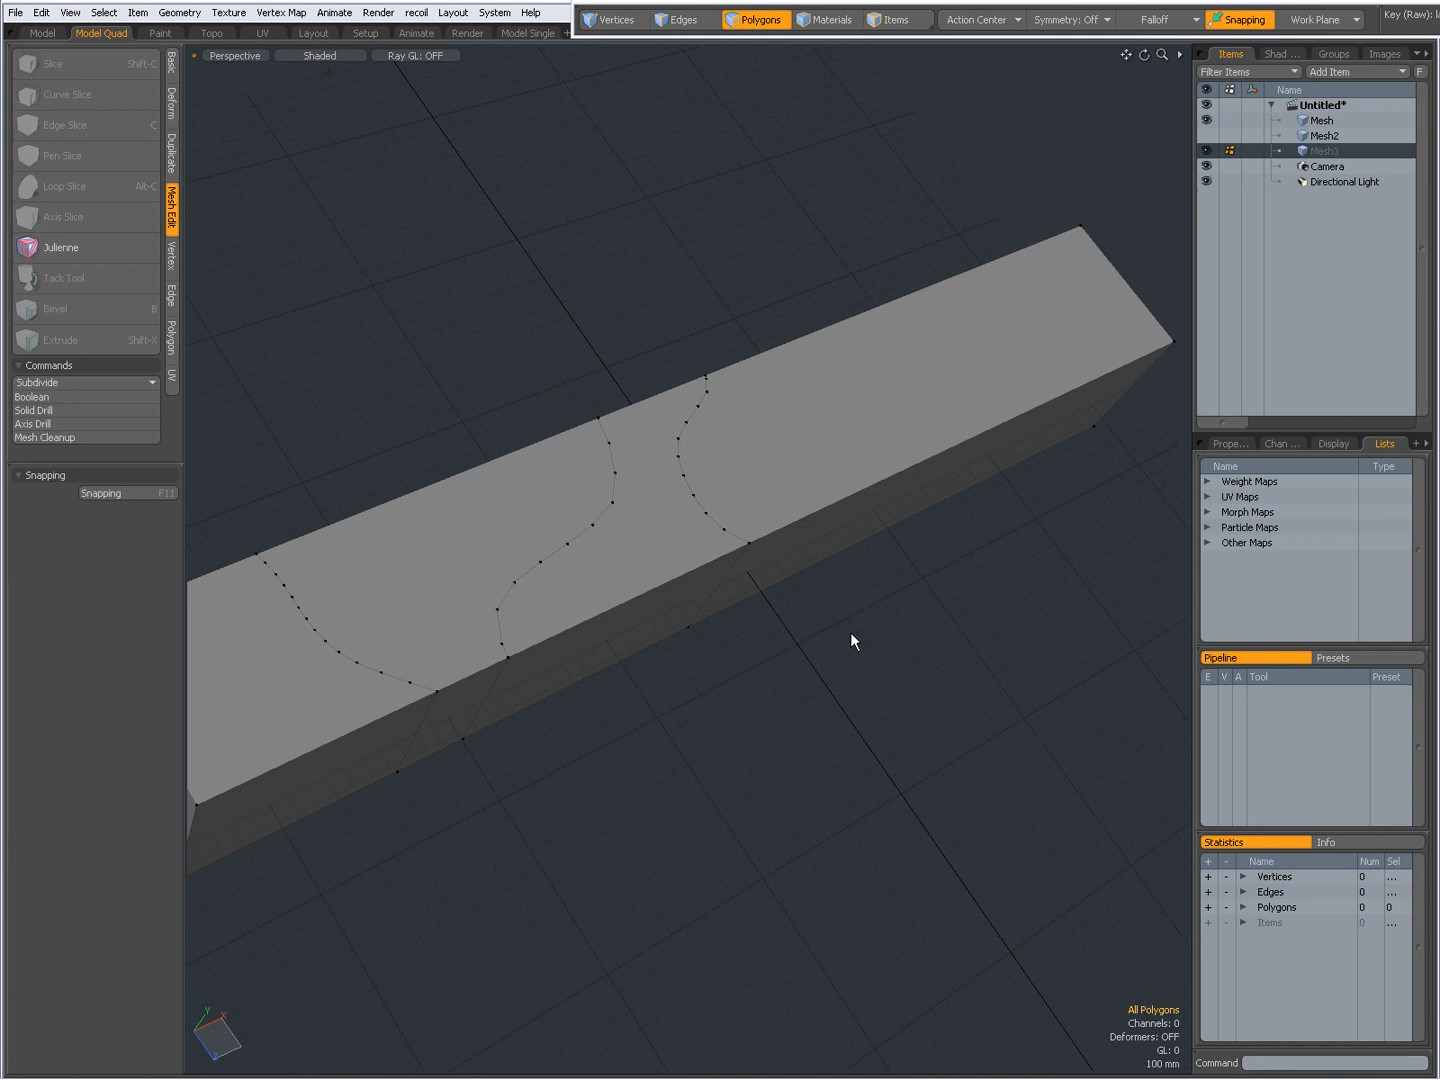 File Edit View Select Item Geometry Texture Vertex Map Animate Render recoil Layout System Help
Vertices Edges Polygons Materials Items Action Center Symmetry: Off Falloff Snapping Work Plane Key (Raw):
Model Model Quad Paint Topo UV Layout Setup Animate Render Model Single +
Perspective Shaded Ray GL: OFF
Slice Shift-C
Curve Slice
Edge Slice C
Pen Slice
Loop Slice Alt-C
Axis Slice
Julienne
Tack Tool
Bevel B
Extrude Shift-X
Commands
Subdivide
Boolean
Solid Drill
Axis Drill
Mesh Cleanup
Snapping
Snapping F11
Basic
Deform
Duplicate
Mesh Edit
Vertex
Edge
Polygon
UV
Items Shad ... Groups Images
Filter Items Add Item F
Name
Untitled*
Mesh
Mesh2
Mesh3
Camera
Directional Light
Prope... Chan ... Display Lists +
Name Type
Weight Maps
UV Maps
Morph Maps
Particle Maps
Other Maps
Pipeline Presets
E V A Tool Preset
Statistics Info
+ - Name Num Sel
+ - Vertices 0 ...
+ - Edges 0 ...
+ - Polygons 0 0
+ - Items 0 ...
All Polygons
Channels: 0
Deformers: OFF
GL: 0
100 mm
Y
X
Z
Command